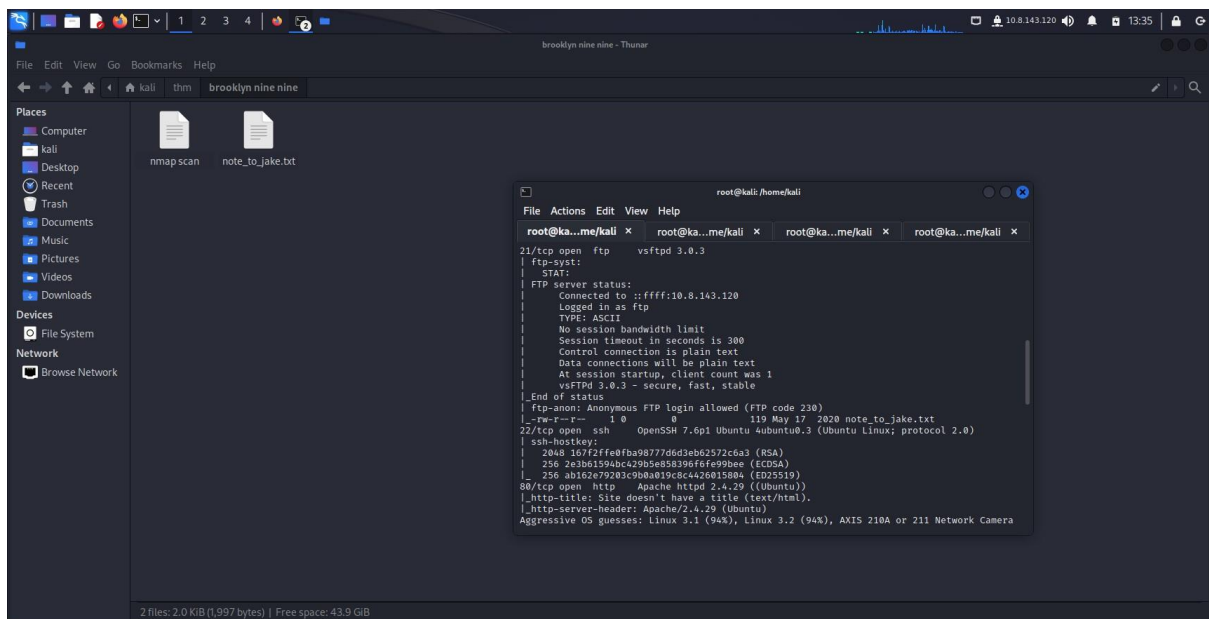 1 2 3 4
10.8.143.120
13:35
brooklyn nine nine - Thunar
File Edit View Go Bookmarks Help
kali thm brooklyn nine nine
Places
Computer
kali
Desktop
Recent
Trash
Documents
Music
Pictures
Videos
Downloads
Devices
File System
Network
Browse Network
nmap scan note_to_jake.txt
root@kali: /home/kali
File Actions Edit View Help
root@ka...me/kali × root@ka...me/kali × root@ka...me/kali × root@ka...me/kali ×
21/tcp open ftp vsftpd 3.0.3
| ftp-syst:
| STAT:
| FTP server status:
| Connected to ::ffff:10.8.143.120
| Logged in as ftp
| TYPE: ASCII
| No session bandwidth limit
| Session timeout in seconds is 300
| Control connection is plain text
| Data connections will be plain text
| At session startup, client count was 1
| vsFTPd 3.0.3 - secure, fast, stable
|_End of status
| ftp-anon: Anonymous FTP login allowed (FTP code 230)
|_-rw-r--r-- 1 0 0 119 May 17 2020 note_to_jake.txt
22/tcp open ssh OpenSSH 7.6p1 Ubuntu 4ubuntu0.3 (Ubuntu Linux; protocol 2.0)
| ssh-hostkey:
| 2048 167f2ffe0fba98777d6d3eb62572c6a3 (RSA)
| 256 2e3b61594bc429b5e858396f6fe99bee (ECDSA)
|_ 256 ab162e79203c9b0a019c8c4426015804 (ED25519)
80/tcp open http Apache httpd 2.4.29 ((Ubuntu))
|_http-title: Site doesn't have a title (text/html).
|_http-server-header: Apache/2.4.29 (Ubuntu)
Aggressive OS guesses: Linux 3.1 (94%), Linux 3.2 (94%), AXIS 210A or 211 Network Camera
2 files: 2.0 KiB (1,997 bytes) | Free space: 43.9 GiB